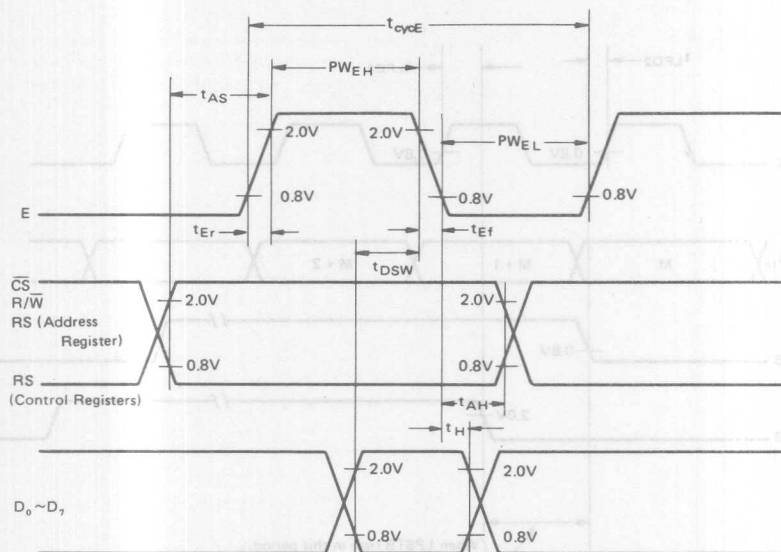 t_cycE
PW_EH
t_AS
2.0V 2.0V
PW_EL
0.8V 0.8V 0.8V
E
t_Er t_Ef
t_DSW
C̅S̅
R/W̅ 2.0V 2.0V
RS (Address
Register)
0.8V 0.8V
RS
(Control Registers)
t_AH
t_H
2.0V 2.0V
D₀~D₇
0.8V 0.8V